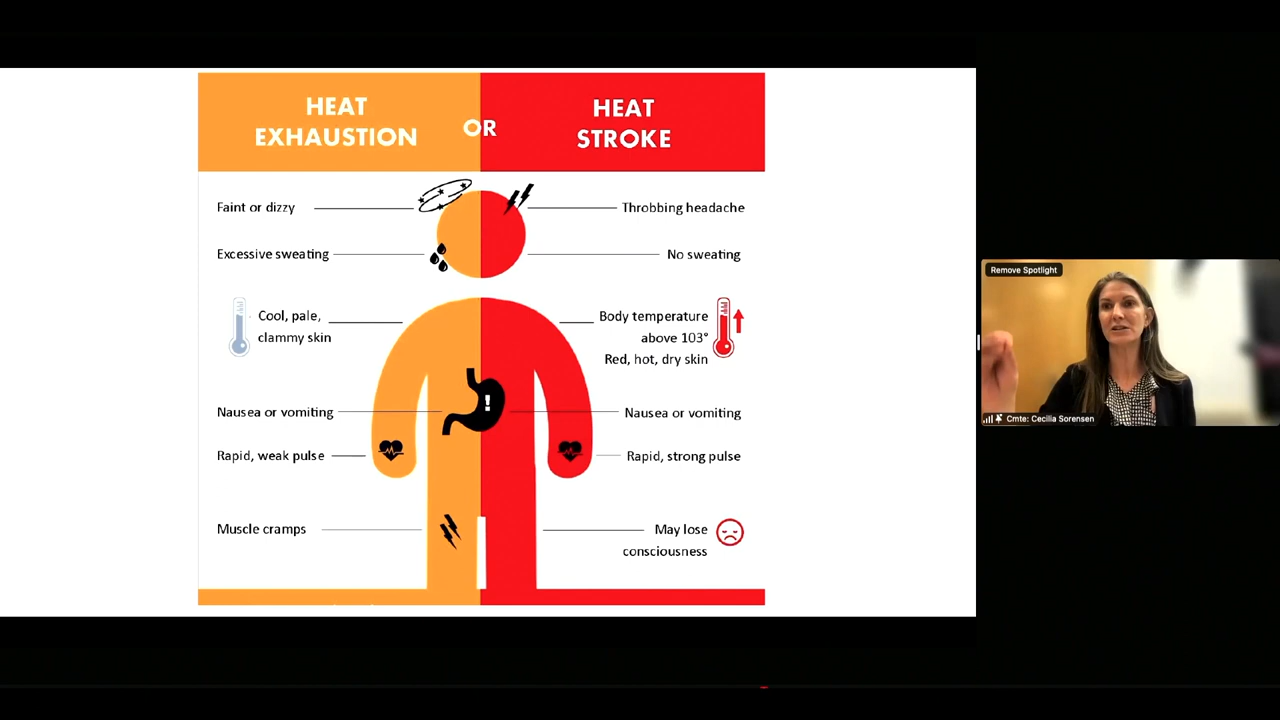 HEAT
EXHAUSTION
OR
HEAT
STROKE
Faint or dizzy
Throbbing headache
Excessive sweating
No sweating
Cool, pale,
clammy skin
Body temperature
above 103°
Red, hot, dry skin
Nausea or vomiting
!
Nausea or vomiting
Rapid, weak pulse
Rapid, strong pulse
Muscle cramps
May lose
consciousness
Remove Spotlight
Cmte: Cecilia Sorensen